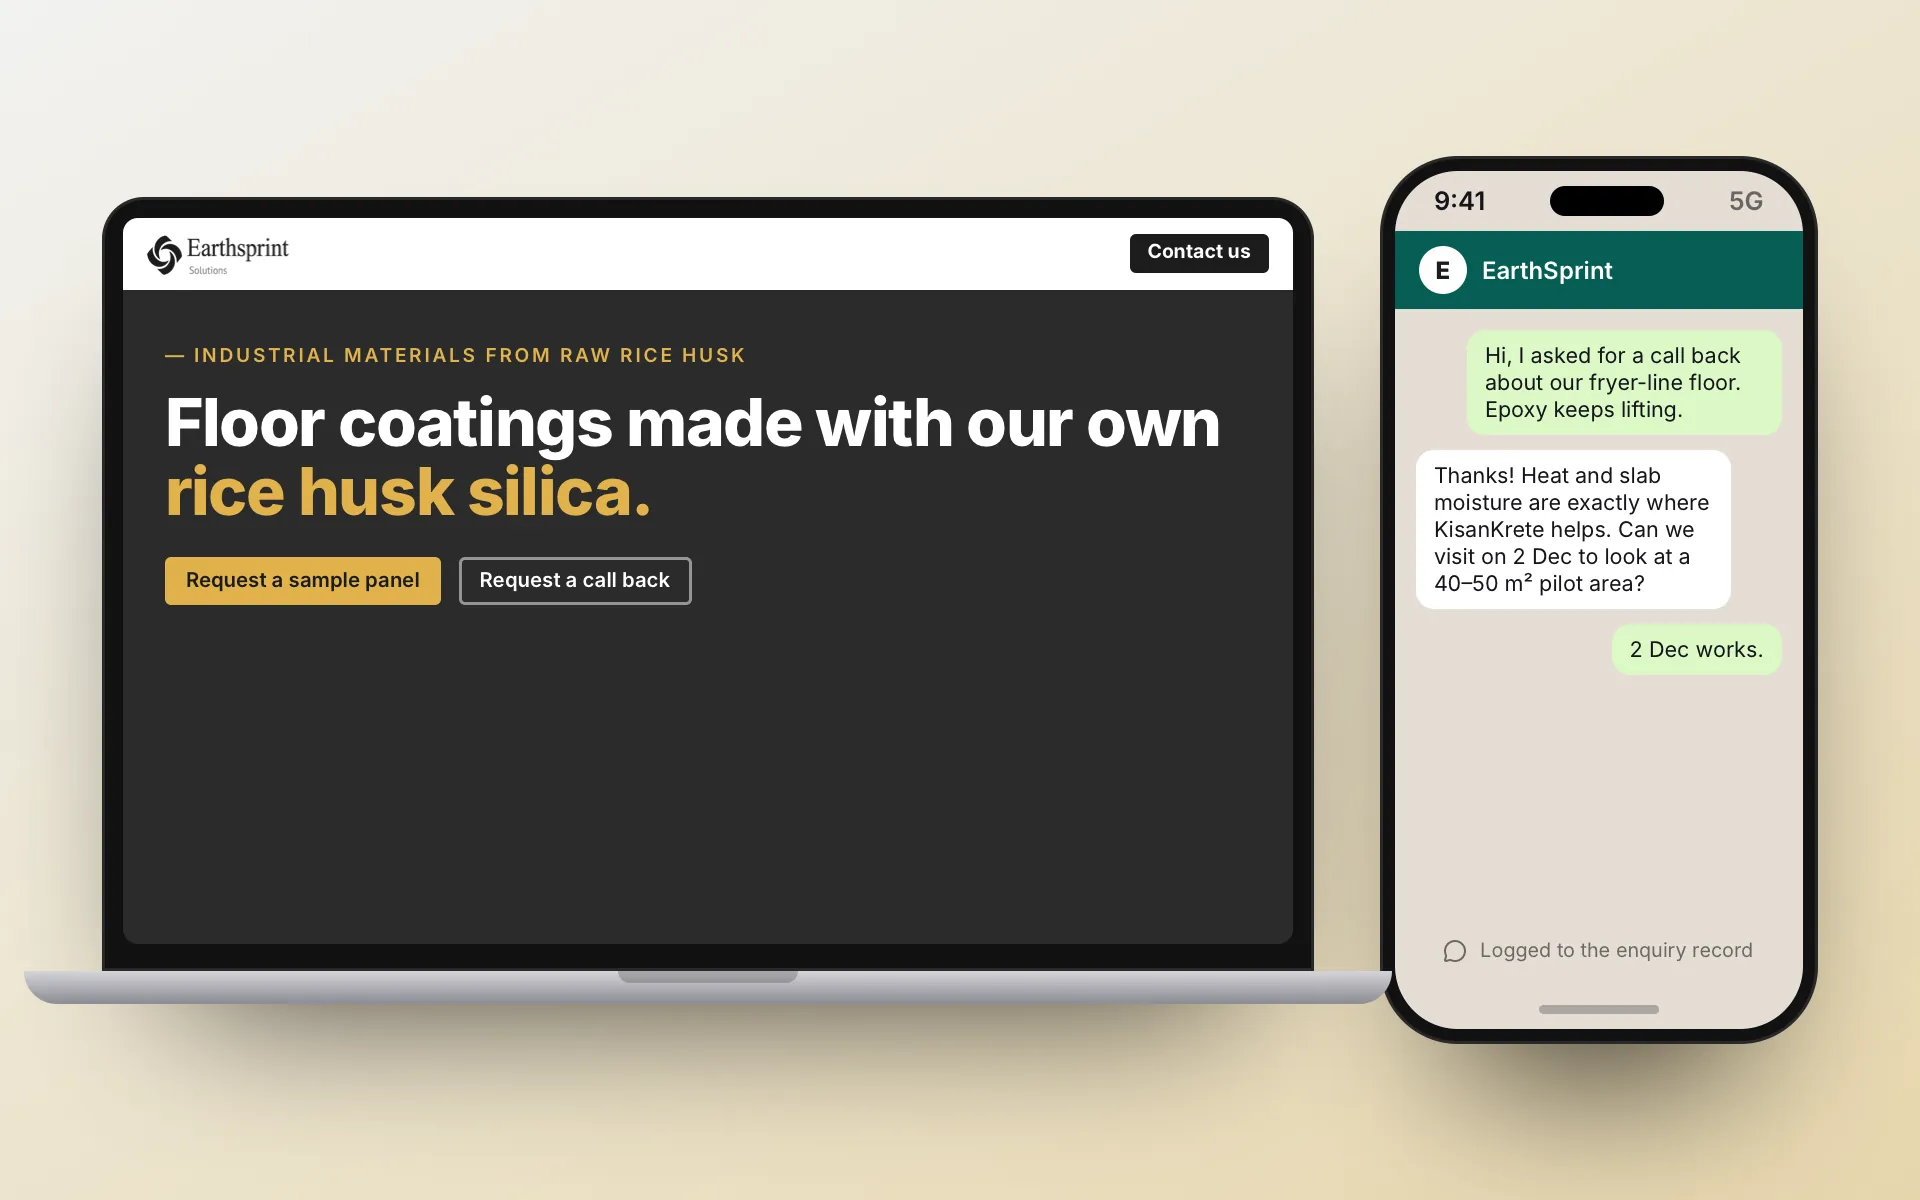 Earthsprint
Solutions
Contact us
— INDUSTRIAL MATERIALS FROM RAW RICE HUSK
Floor coatings made with our own
rice husk silica.
Request a sample panel
Request a call back
9:41
5G
E
EarthSprint
Hi, I asked for a call back
about our fryer-line floor.
Epoxy keeps lifting.
Thanks! Heat and slab
moisture are exactly where
KisanKrete helps. Can we
visit on 2 Dec to look at a
40–50 m² pilot area?
2 Dec works.
Logged to the enquiry record